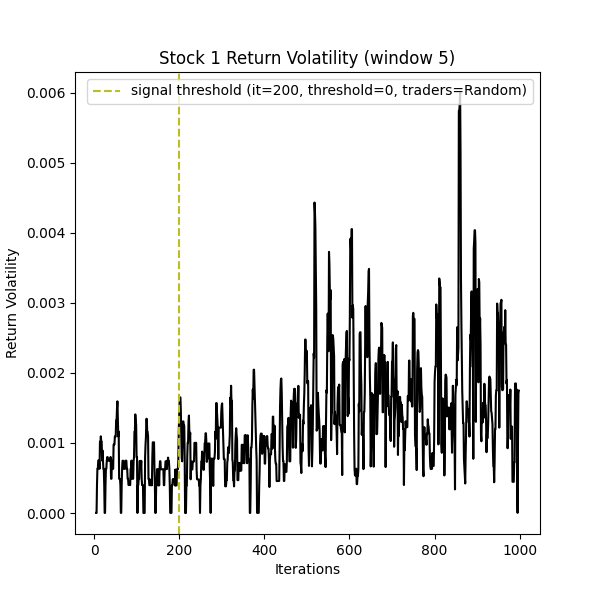 Stock 1 Return Volatility (window 5)
signal threshold (it=200, threshold=0, traders=Random)
0.006
0.005
0.004
0.003
0.002
0.001
0.000
Return Volatility
0 200 400 600 800 1000
Iterations